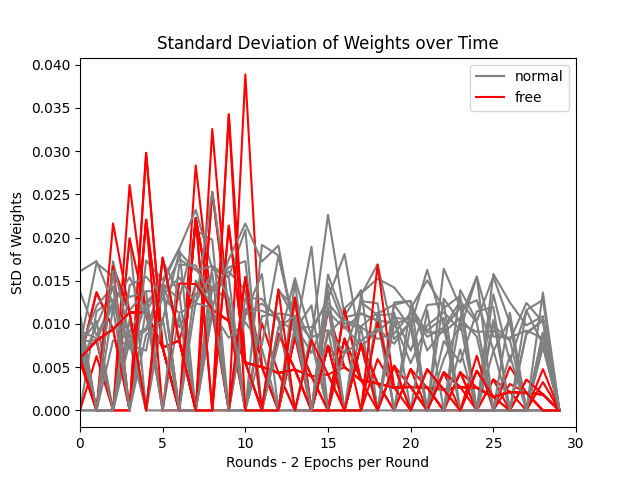 Standard Deviation of Weights over Time
normal
free
StD of Weights
0.040
0.035
0.030
0.025
0.020
0.015
0.010
0.005
0.000
0 5 10 15 20 25 30
Rounds - 2 Epochs per Round